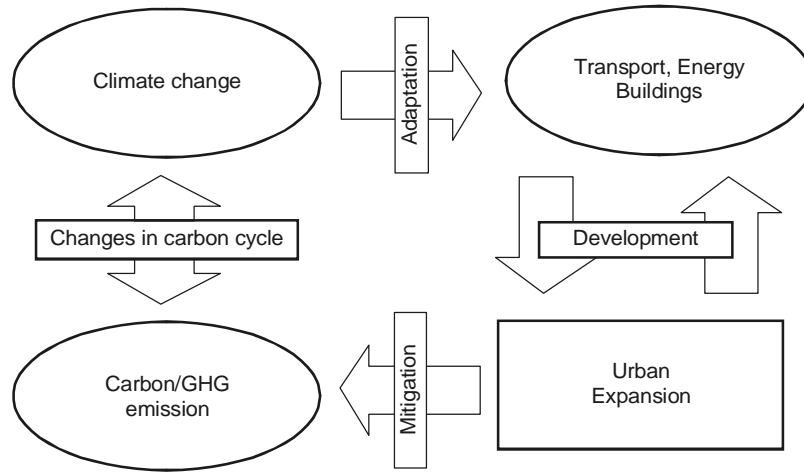 Climate change
Adaptation
Transport, Energy
Buildings
Changes in carbon cycle
Development
Carbon/GHG
emission
Mitigation
Urban
Expansion